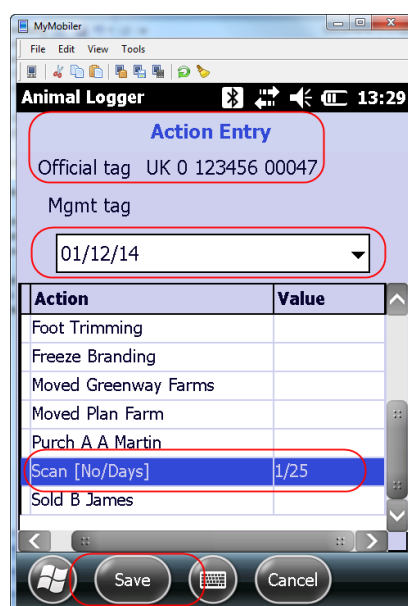 MyMobiler
File Edit View Tools
Animal Logger 13:29
Action Entry
Official tag UK 0 123456 00047
Mgmt tag
01/12/14
Action Value
Foot Trimming
Freeze Branding
Moved Greenway Farms
Moved Plan Farm
Purch A A Martin
Scan [No/Days] 1/25
Sold B James
Save Cancel